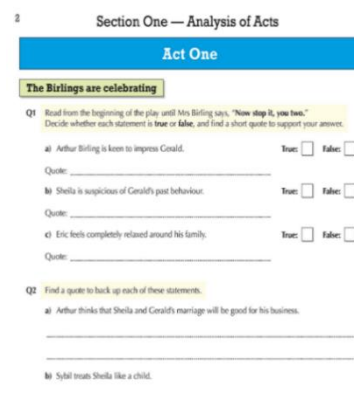 2
Section One — Analysis of Acts
Act One
The Birlings are celebrating
Q1 Read from the beginning of the play until Mrs Birling says, "Now stop it, you two."
Decide whether each statement is true or false, and find a short quote to support your answer.
a) Arthur Birling is keen to impress Gerald. True: False:
Quote:
b) Sheila is suspicious of Gerald's past behaviour. True: False:
Quote:
c) Eric feels completely relaxed around his family. True: False:
Quote:
Q2 Find a quote to back up each of these statements.
a) Arthur thinks that Sheila and Gerald's marriage will be good for his business.
b) Sybil treats Sheila like a child.